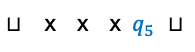 ⊔ x x x q₅ ⊔